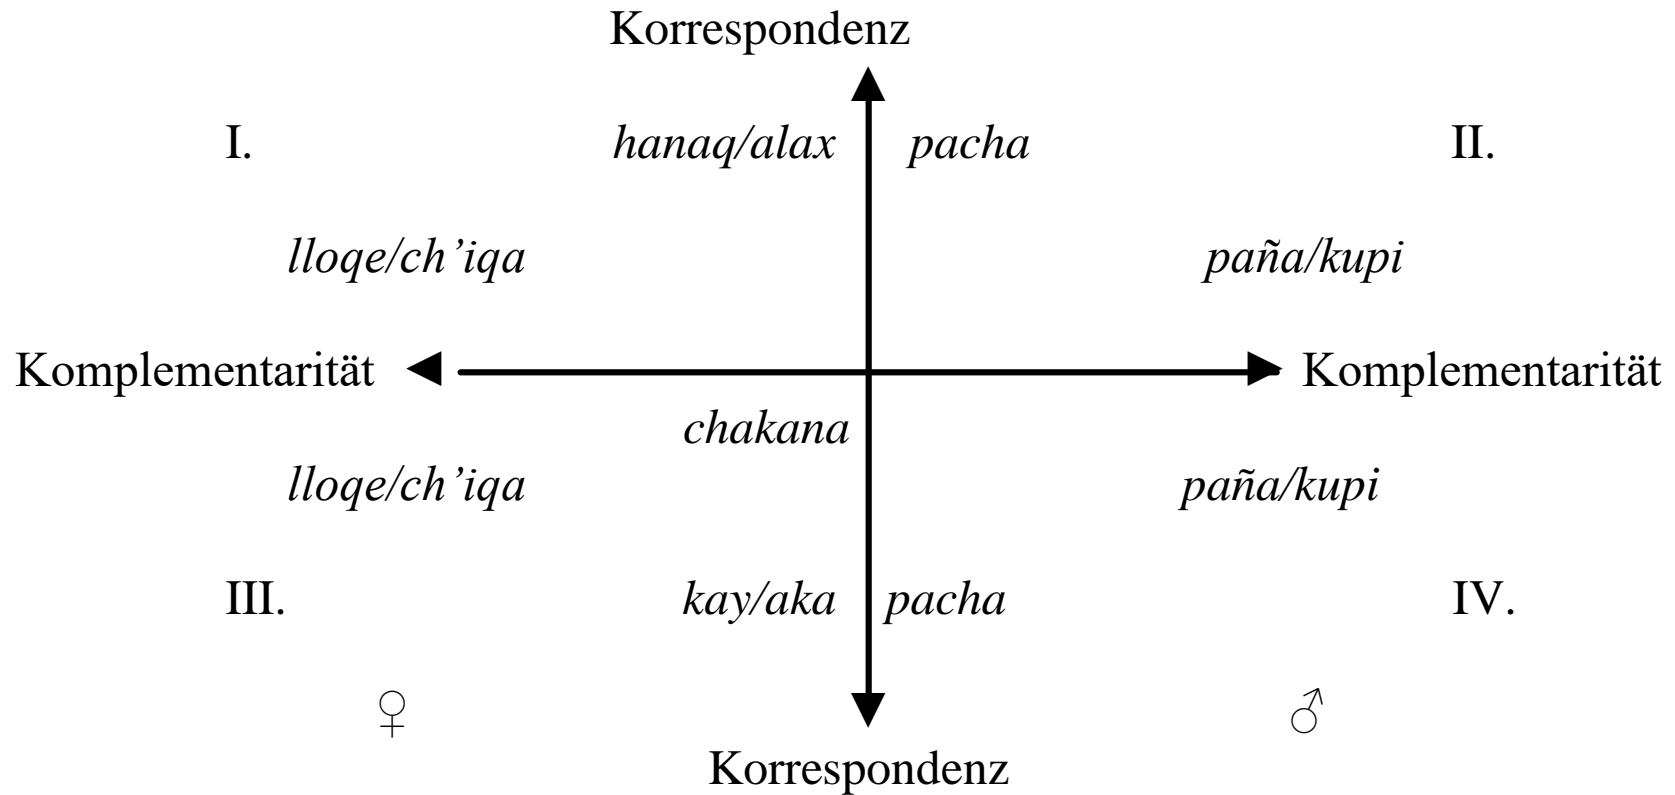 Korrespondenz
I. hanaq/alax pacha II.
lloqe/ch’iqa paña/kupi
Komplementarität Komplementarität
chakana
lloqe/ch’iqa paña/kupi
III. kay/aka pacha IV.
♀ ♂
Korrespondenz